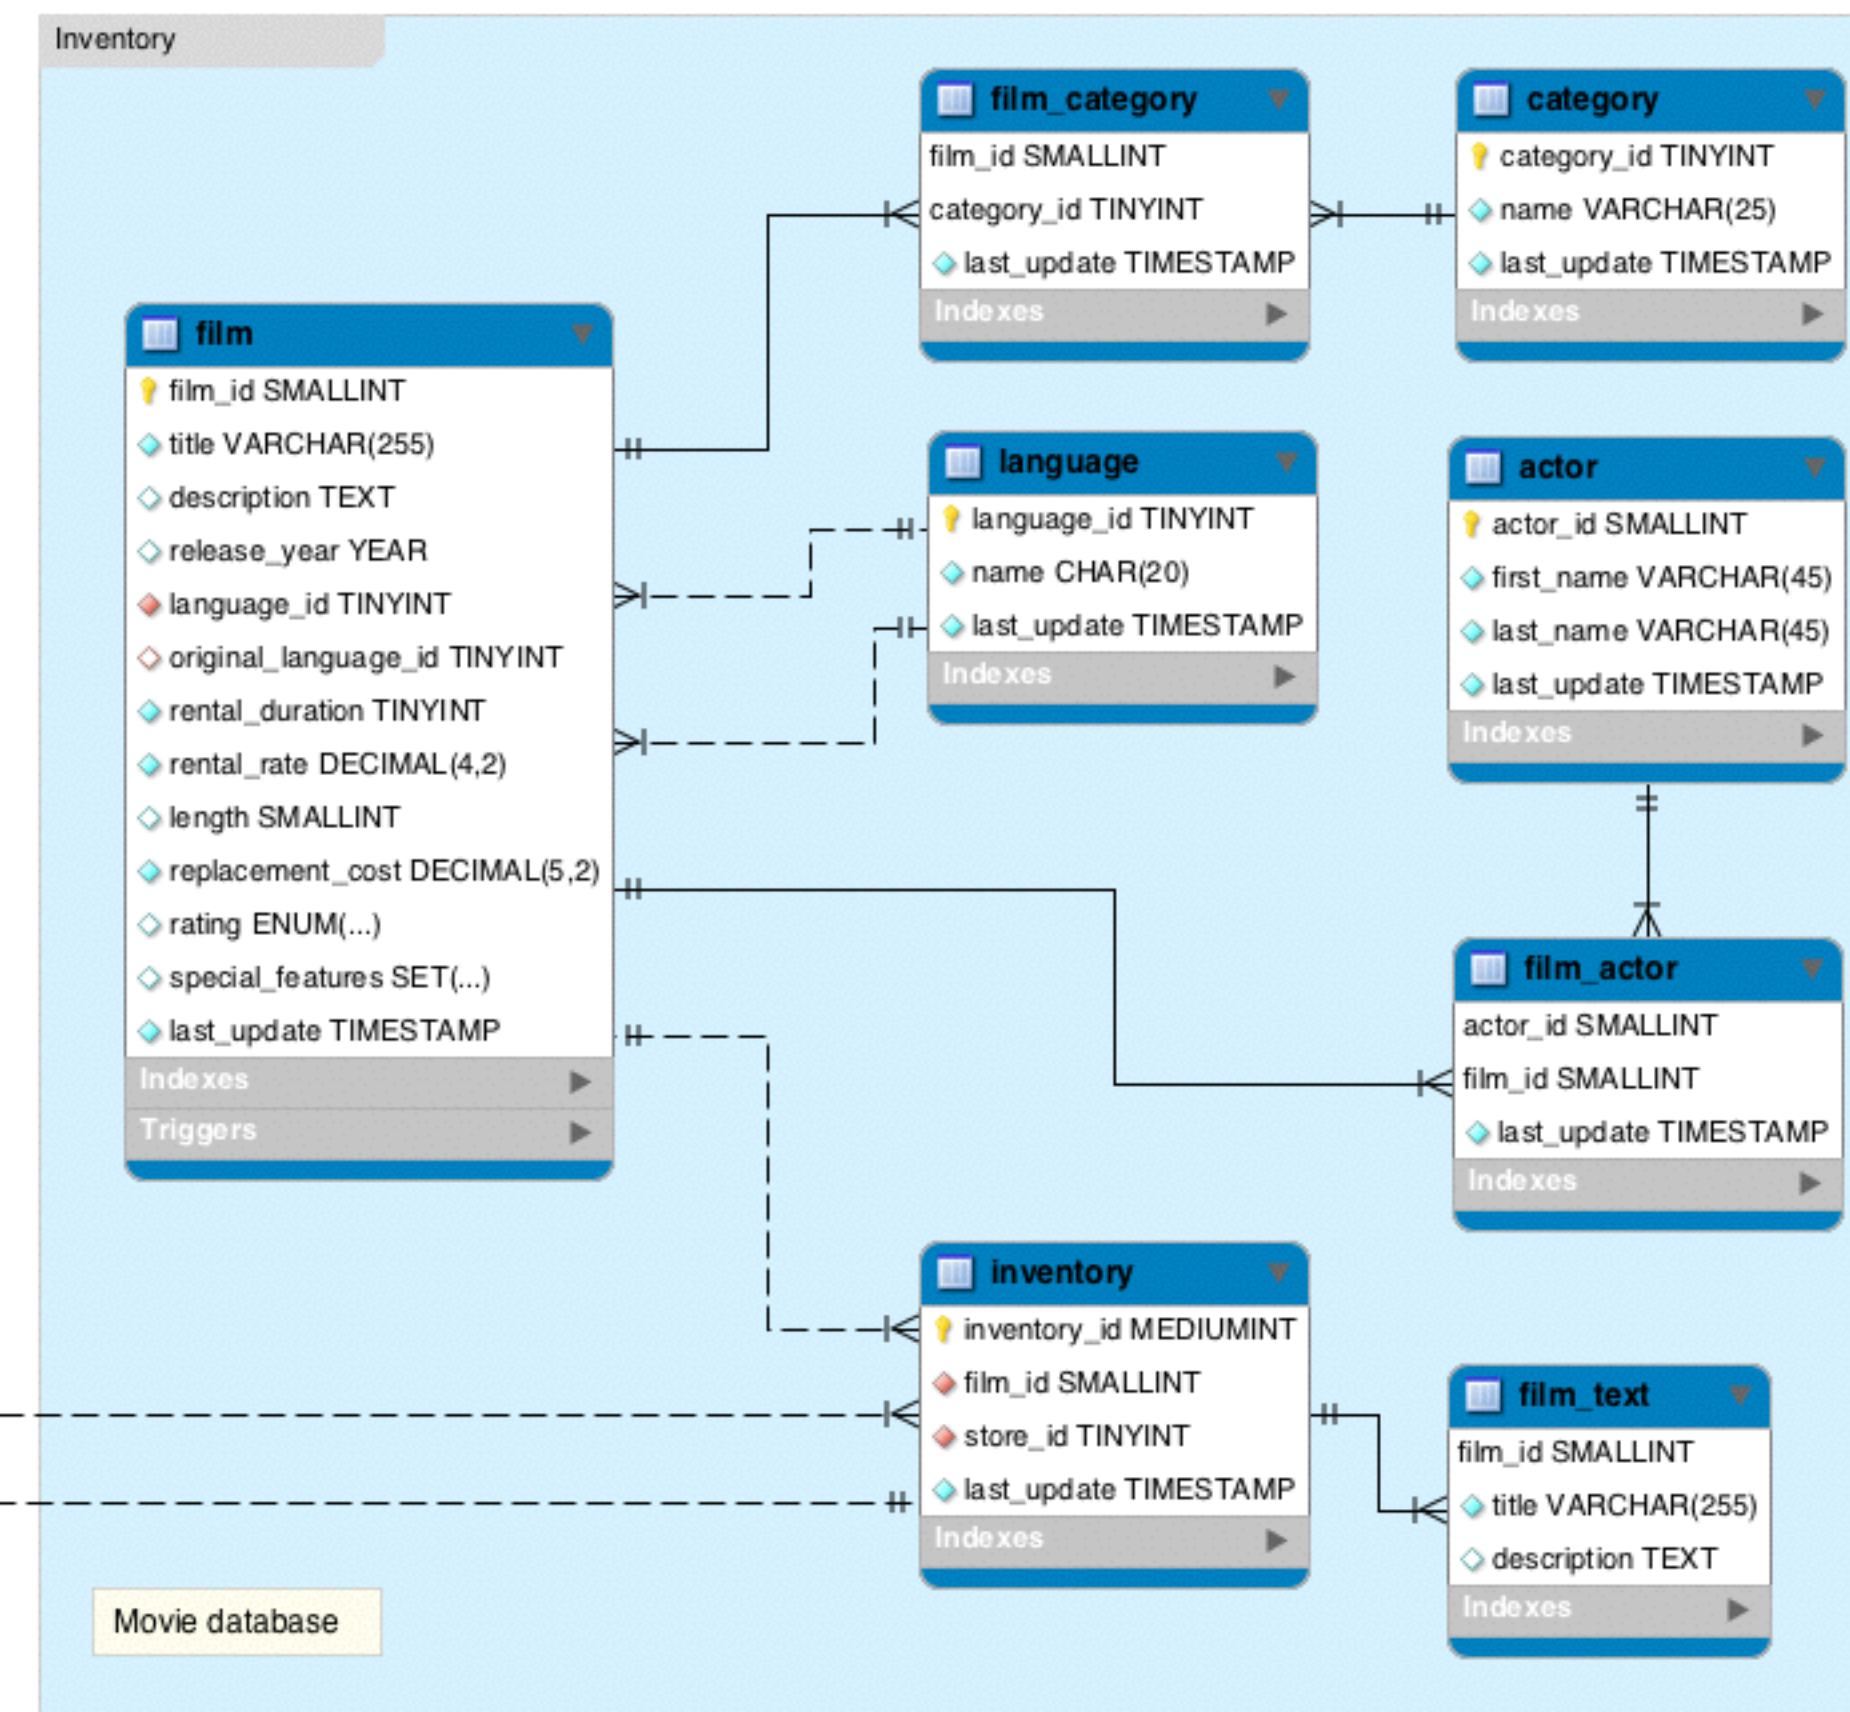 Inventory
film_category
film_id SMALLINT
category_id TINYINT
last_update TIMESTAMP
Indexes
category
category_id TINYINT
name VARCHAR(25)
last_update TIMESTAMP
Indexes
film
film_id SMALLINT
title VARCHAR(255)
description TEXT
release_year YEAR
language_id TINYINT
original_language_id TINYINT
rental_duration TINYINT
rental_rate DECIMAL(4,2)
length SMALLINT
replacement_cost DECIMAL(5,2)
rating ENUM(...)
special_features SET(...)
last_update TIMESTAMP
Indexes
Triggers
language
language_id TINYINT
name CHAR(20)
last_update TIMESTAMP
Indexes
actor
actor_id SMALLINT
first_name VARCHAR(45)
last_name VARCHAR(45)
last_update TIMESTAMP
Indexes
film_actor
actor_id SMALLINT
film_id SMALLINT
last_update TIMESTAMP
Indexes
inventory
inventory_id MEDIUMINT
film_id SMALLINT
store_id TINYINT
last_update TIMESTAMP
Indexes
film_text
film_id SMALLINT
title VARCHAR(255)
description TEXT
Indexes
Movie database